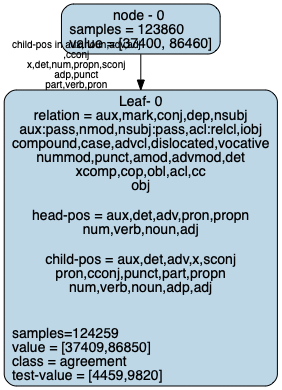 node - 0
samples = 123860
value = [37400, 86460]
child-pos in
,cconj
x,det,num,propn,sconj
adp,punct
part,verb,pron
Leaf- 0
relation = aux,mark,conj,dep,nsubj
aux:pass,nmod,nsubj:pass,acl:relcl,iobj
compound,case,advcl,dislocated,vocative
nummod,punct,amod,advmod,det
xcomp,cop,obl,acl,cc
obj
head-pos = aux,det,adv,pron,propn
num,verb,noun,adj
child-pos = aux,det,adv,x,sconj
pron,cconj,punct,part,propn
num,verb,noun,adp,adj
samples=124259
value = [37409,86850]
class = agreement
test-value = [4459,9820]